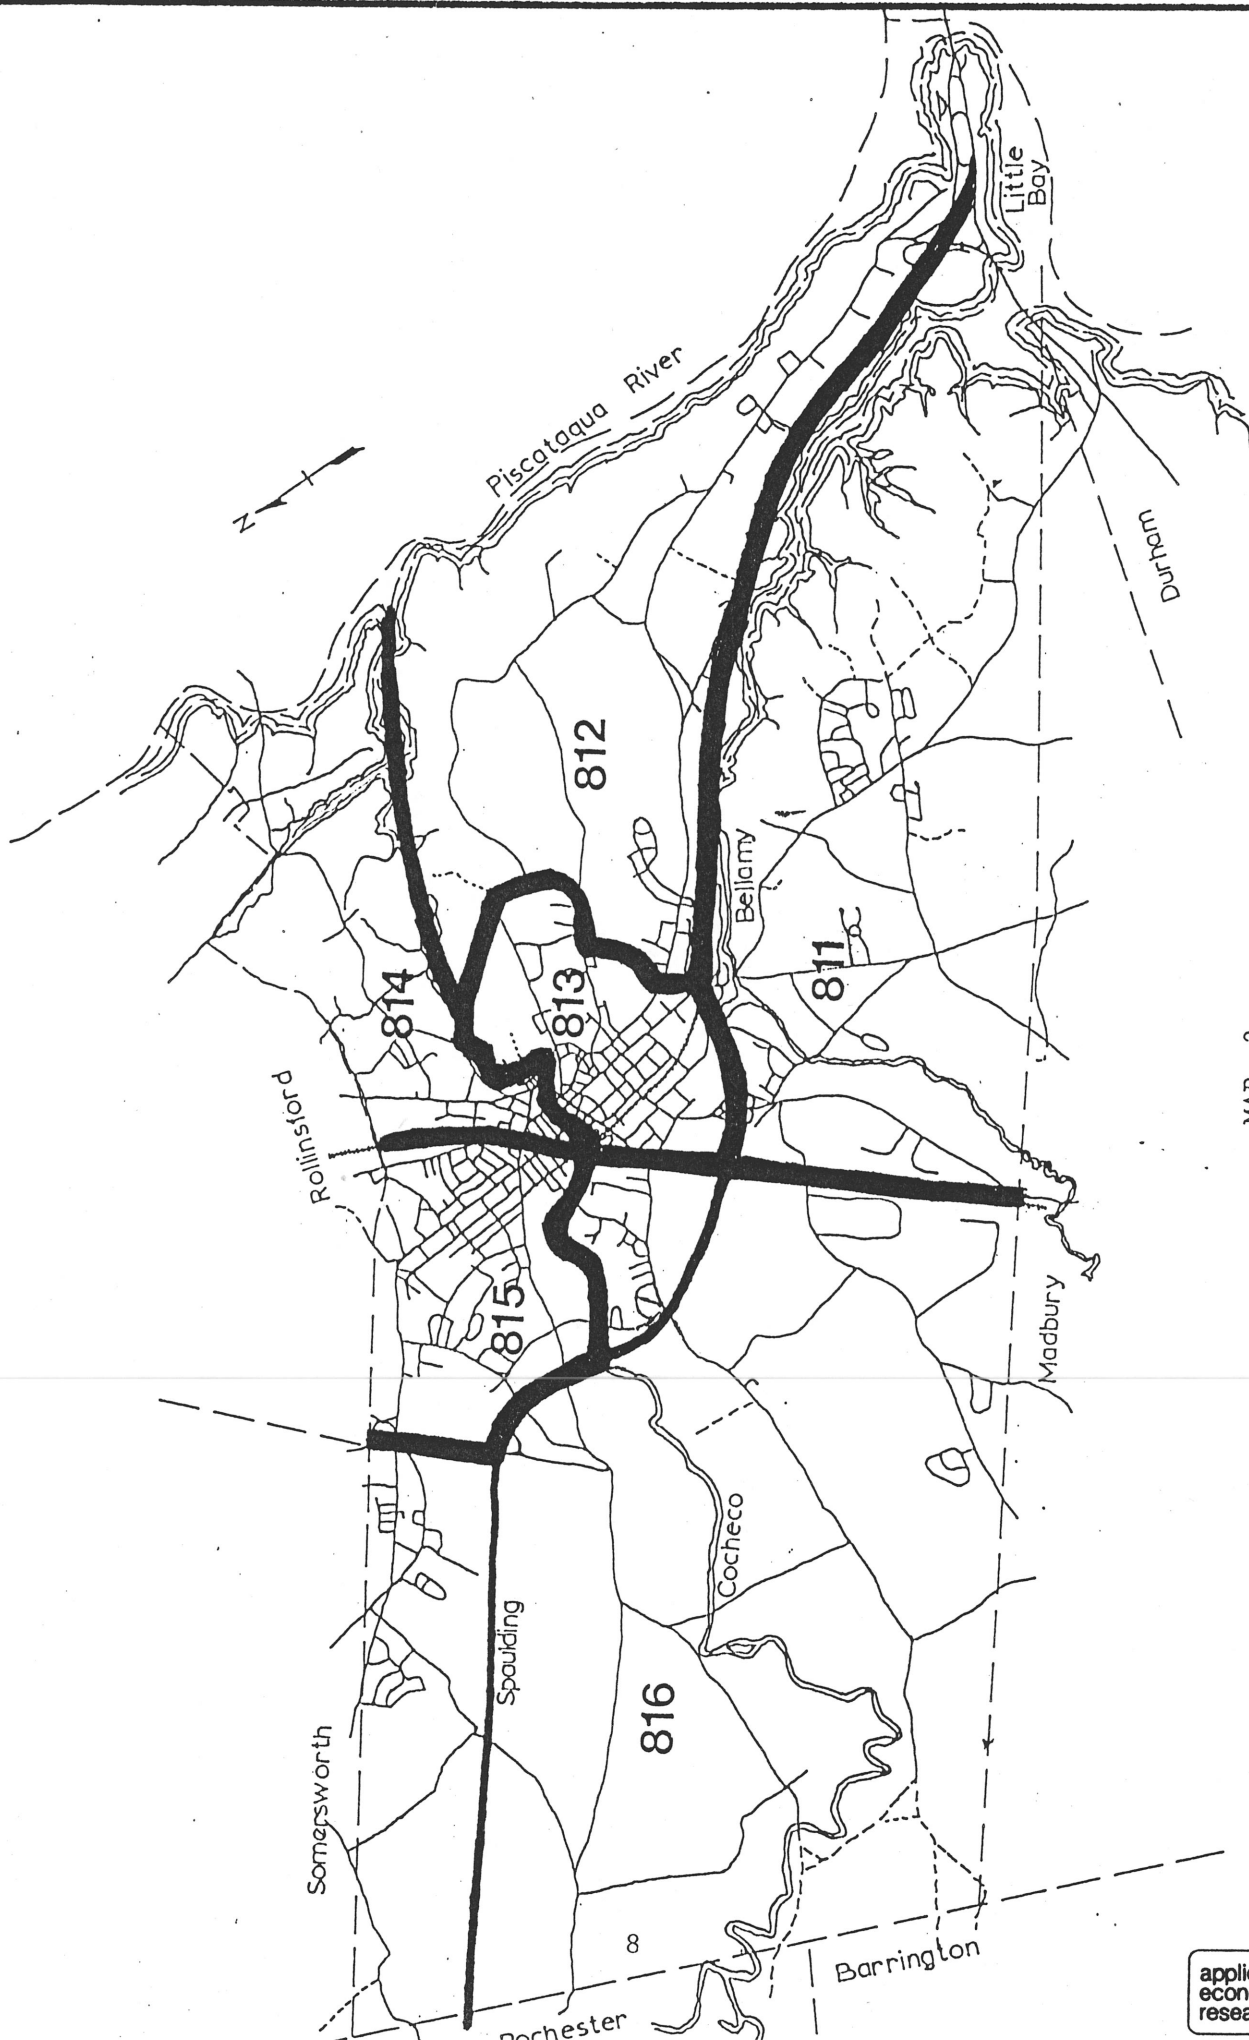 Little
Bay
Piscataqua River
N
Durham
812
Bellamy
811
813
814
Rollinsford
815
Madbury
Cocheco
Spaulding
816
Somersworth
8
Barrington
Rochester